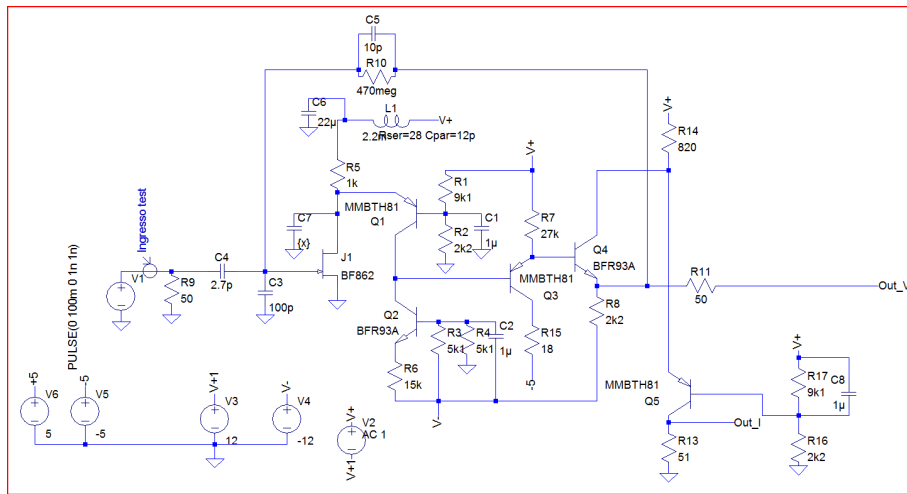 C5
10p
R10
470meg
C6
22µ
L1
2.2m
Rser=28 Cpar=12p
V+
R5
1k
MMBTH81
Q1
R1
9k1
R2
2k2
C1
1µ
V+
R7
27k
Q4
BFR93A
MMBTH81
Q3
V+
R14
820
C7
{x}
J1
BF862
Ingresso test
V1
R9
50
C4
2.7p
C3
100p
PULSE(0 100m 0 1n 1n)
Q2
BFR93A
R3
5k1
R4
5k1
C2
1µ
R6
15k
R15
18
-5
R8
2k2
R11
50
Out_V
V-
MMBTH81
Q5
V+
R17
9k1
C8
1µ
Out_I
R13
51
R16
2k2
+5
V6
5
-5
V5
-5
V+1
V3
12
V-
V4
-12
V+
V2
AC 1
V+1